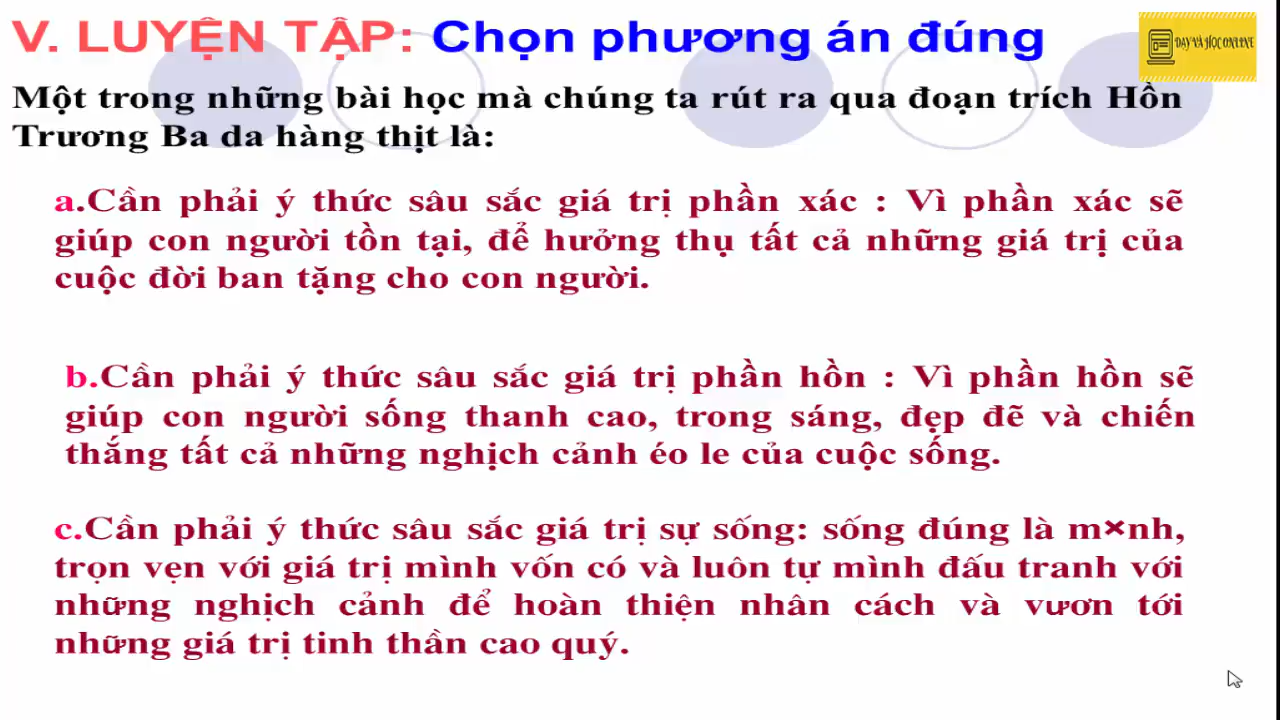 V. LUYỆN TẬP: Chọn phương án đúng
DẠY VÀ HỌC ONLINE
Một trong những bài học mà chúng ta rút ra qua đoạn trích Hồn
Trương Ba da hàng thịt là:
a.Cần phải ý thức sâu sắc giá trị phần xác : Vì phần xác sẽ
giúp con người tồn tại, để hưởng thụ tất cả những giá trị của
cuộc đời ban tặng cho con người.
b.Cần phải ý thức sâu sắc giá trị phần hồn : Vì phần hồn sẽ
giúp con người sống thanh cao, trong sáng, đẹp đẽ và chiến
thắng tất cả những nghịch cảnh éo le của cuộc sống.
c.Cần phải ý thức sâu sắc giá trị sự sống: sống đúng là m×nh,
trọn vẹn với giá trị mình vốn có và luôn tự mình đấu tranh với
những nghịch cảnh để hoàn thiện nhân cách và vươn tới
những giá trị tinh thần cao quý.